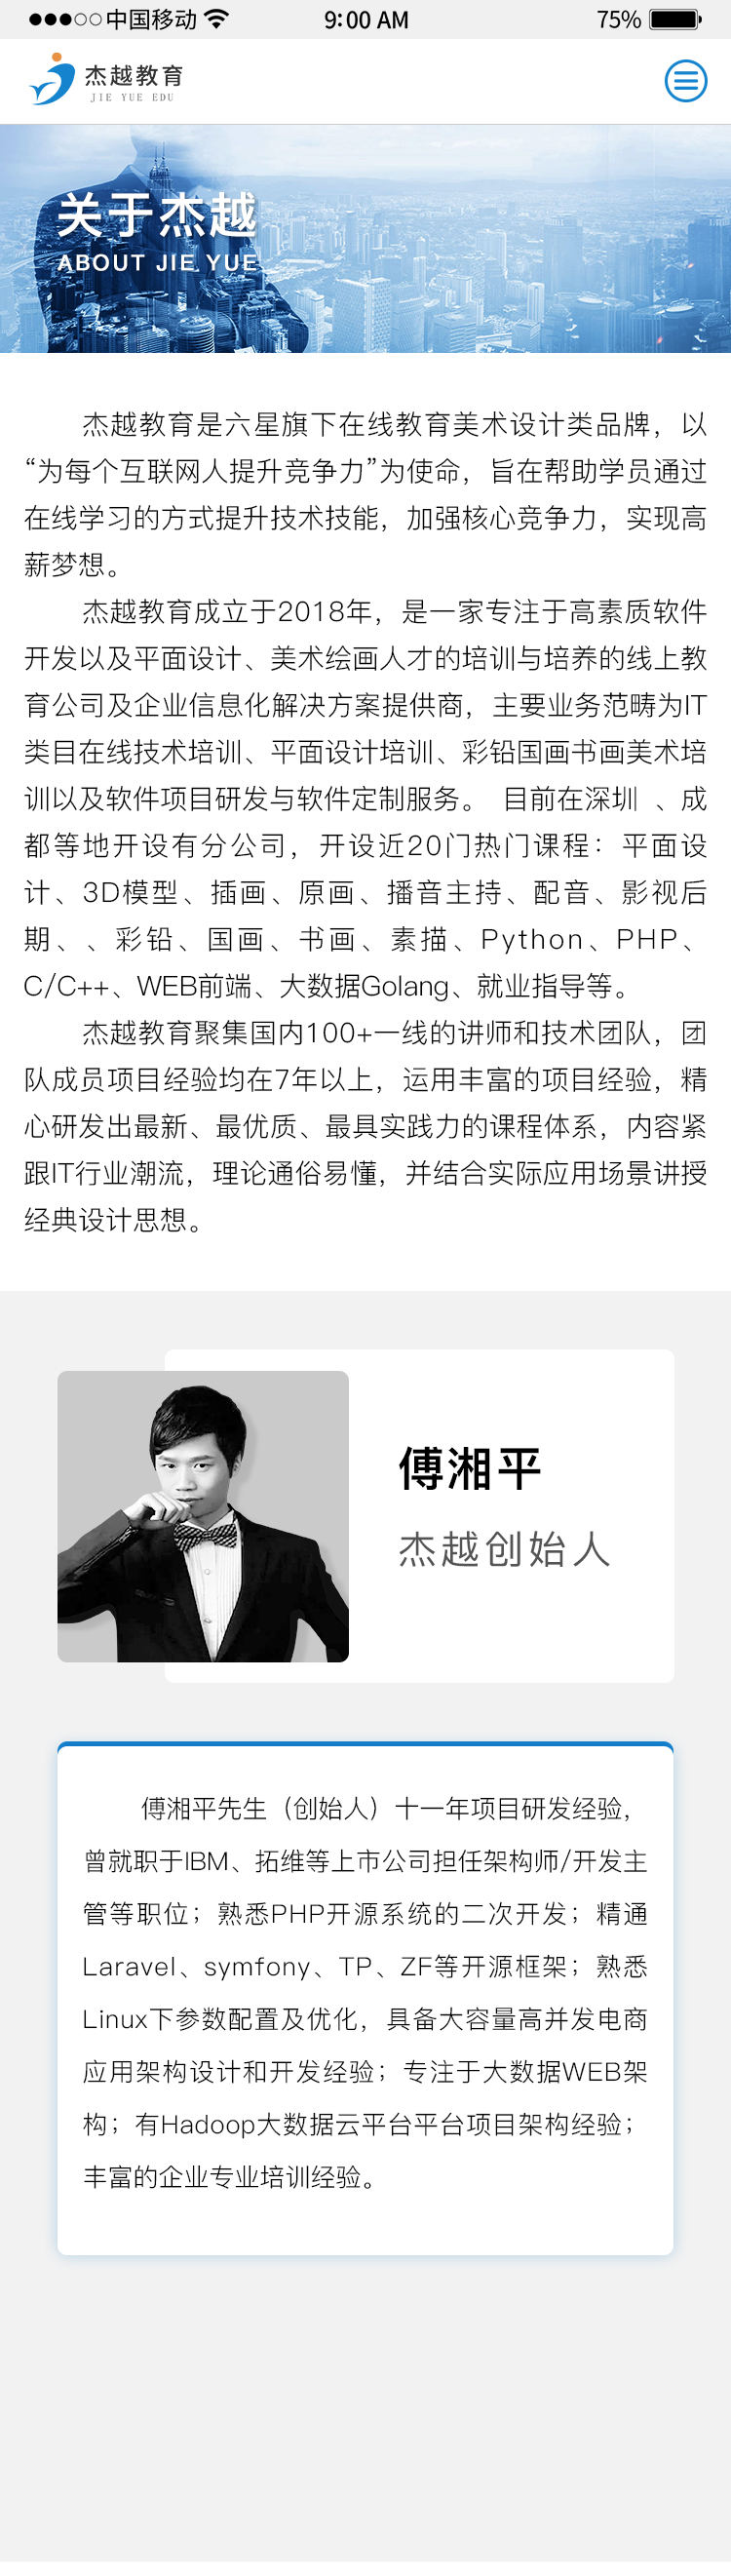 中国移动 9:00 AM 75%
杰越教育
JIE YUE EDU
关于杰越
ABOUT JIE YUE
杰越教育是六星旗下在线教育美术设计类品牌，以
“为每个互联网人提升竞争力”为使命，旨在帮助学员通过
在线学习的方式提升技术技能，加强核心竞争力，实现高
薪梦想。
杰越教育成立于2018年，是一家专注于高素质软件
开发以及平面设计、美术绘画人才的培训与培养的线上教
育公司及企业信息化解决方案提供商，主要业务范畴为IT
类目在线技术培训、平面设计培训、彩铅国画书画美术培
训以及软件项目研发与软件定制服务。 目前在深圳 、成
都等地开设有分公司，开设近20门热门课程：平面设
计、3D模型、插画、原画、播音主持、配音、影视后
期、、彩铅、国画、书画、素描、Python、PHP、
C/C++、WEB前端、大数据Golang、就业指导等。
杰越教育聚集国内100+一线的讲师和技术团队，团
队成员项目经验均在7年以上，运用丰富的项目经验，精
心研发出最新、最优质、最具实践力的课程体系，内容紧
跟IT行业潮流，理论通俗易懂，并结合实际应用场景讲授
经典设计思想。
傅湘平
杰越创始人
傅湘平先生（创始人）十一年项目研发经验，
曾就职于IBM、拓维等上市公司担任架构师/开发主
管等职位；熟悉PHP开源系统的二次开发；精通
Laravel、symfony、TP、ZF等开源框架；熟悉
Linux下参数配置及优化，具备大容量高并发电商
应用架构设计和开发经验；专注于大数据WEB架
构；有Hadoop大数据云平台平台项目架构经验；
丰富的企业专业培训经验。